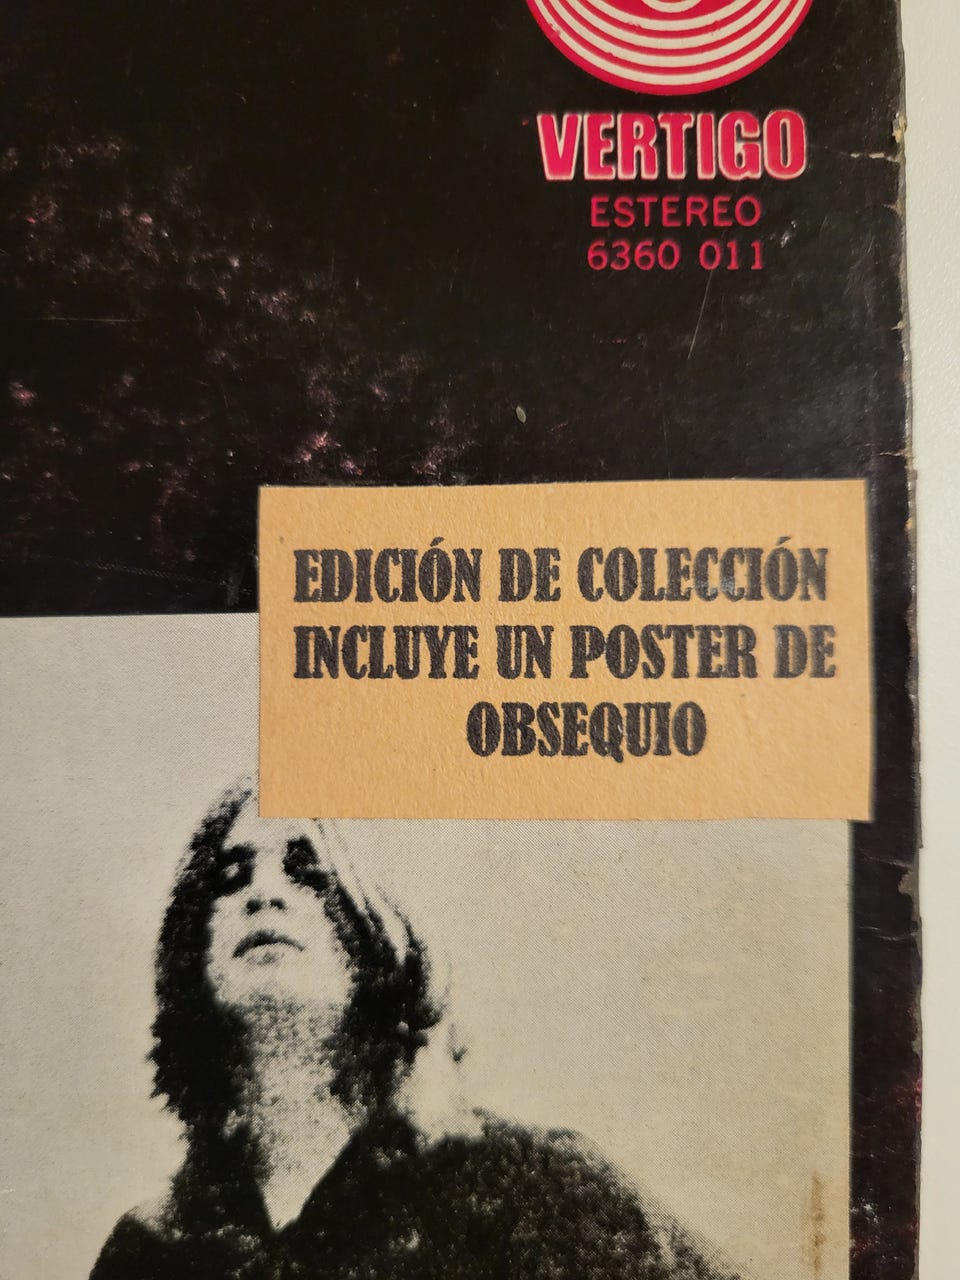 VERTIGO
ESTEREO
6360 011
EDICIÓN DE COLECCIÓN
INCLUYE UN POSTER DE
OBSEQUIO